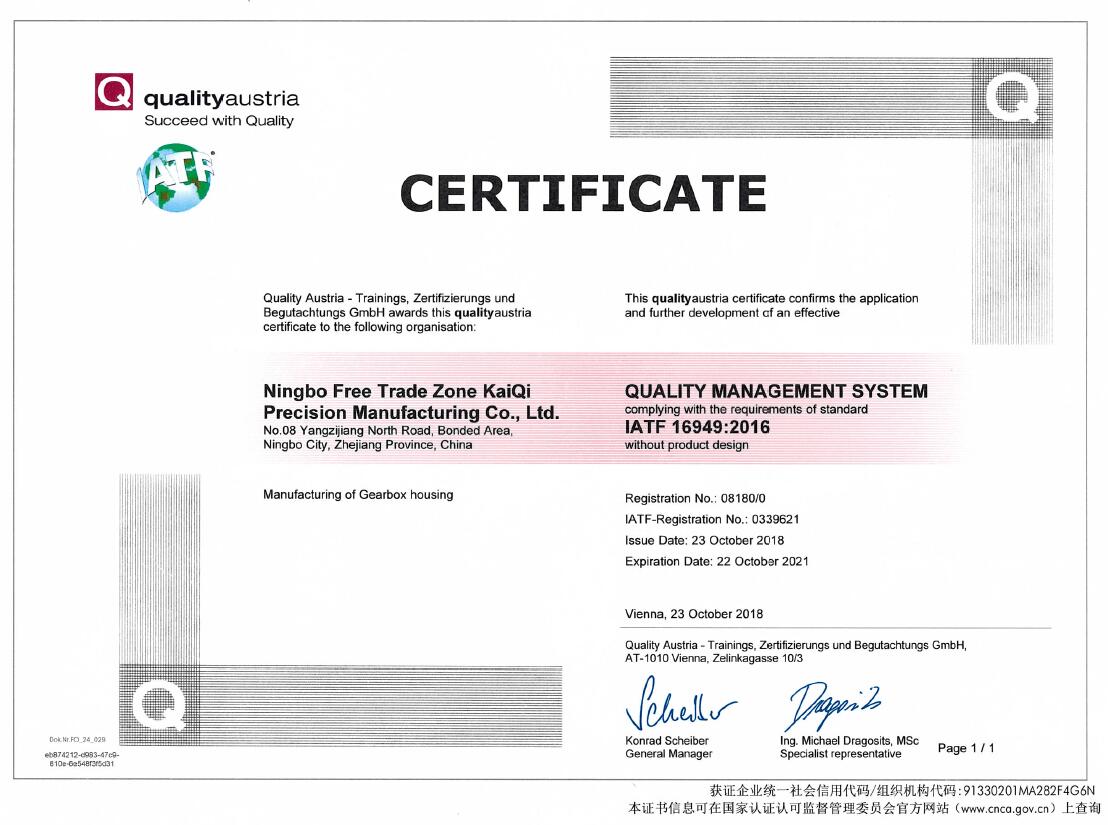 qualityaustria
Succeed with Quality
IATF
CERTIFICATE
Quality Austria - Trainings, Zertifizierungs und
Begutachtungs GmbH awards this qualityaustria
certificate to the following organisation:
This qualityaustria certificate confirms the application
and further development of an effective
Ningbo Free Trade Zone KaiQi
Precision Manufacturing Co., Ltd.
No.08 Yangzijiang North Road, Bonded Area,
Ningbo City, Zhejiang Province, China
QUALITY MANAGEMENT SYSTEM
complying with the requirements of standard
IATF 16949:2016
without product design
Manufacturing of Gearbox housing
Registration No.: 08180/0
IATF-Registration No.: 0339621
Issue Date: 23 October 2018
Expiration Date: 22 October 2021
Vienna, 23 October 2018
Quality Austria - Trainings, Zertifizierungs und Begutachtungs GmbH,
AT-1010 Vienna, Zelinkagasse 10/3
Scheiber
Dragosits
Konrad Scheiber
General Manager
Ing. Michael Dragosits, MSc
Specialist representative
Page 1 / 1
Dok.Nr.FO_24_029
eb874212-d983-47c9-
810e-6e548f3f5d31
获证企业统一社会信用代码/组织机构代码:91330201MA282F4G6N
本证书信息可在国家认证认可监督管理委员会官方网站（www.cnca.gov.cn）上查询